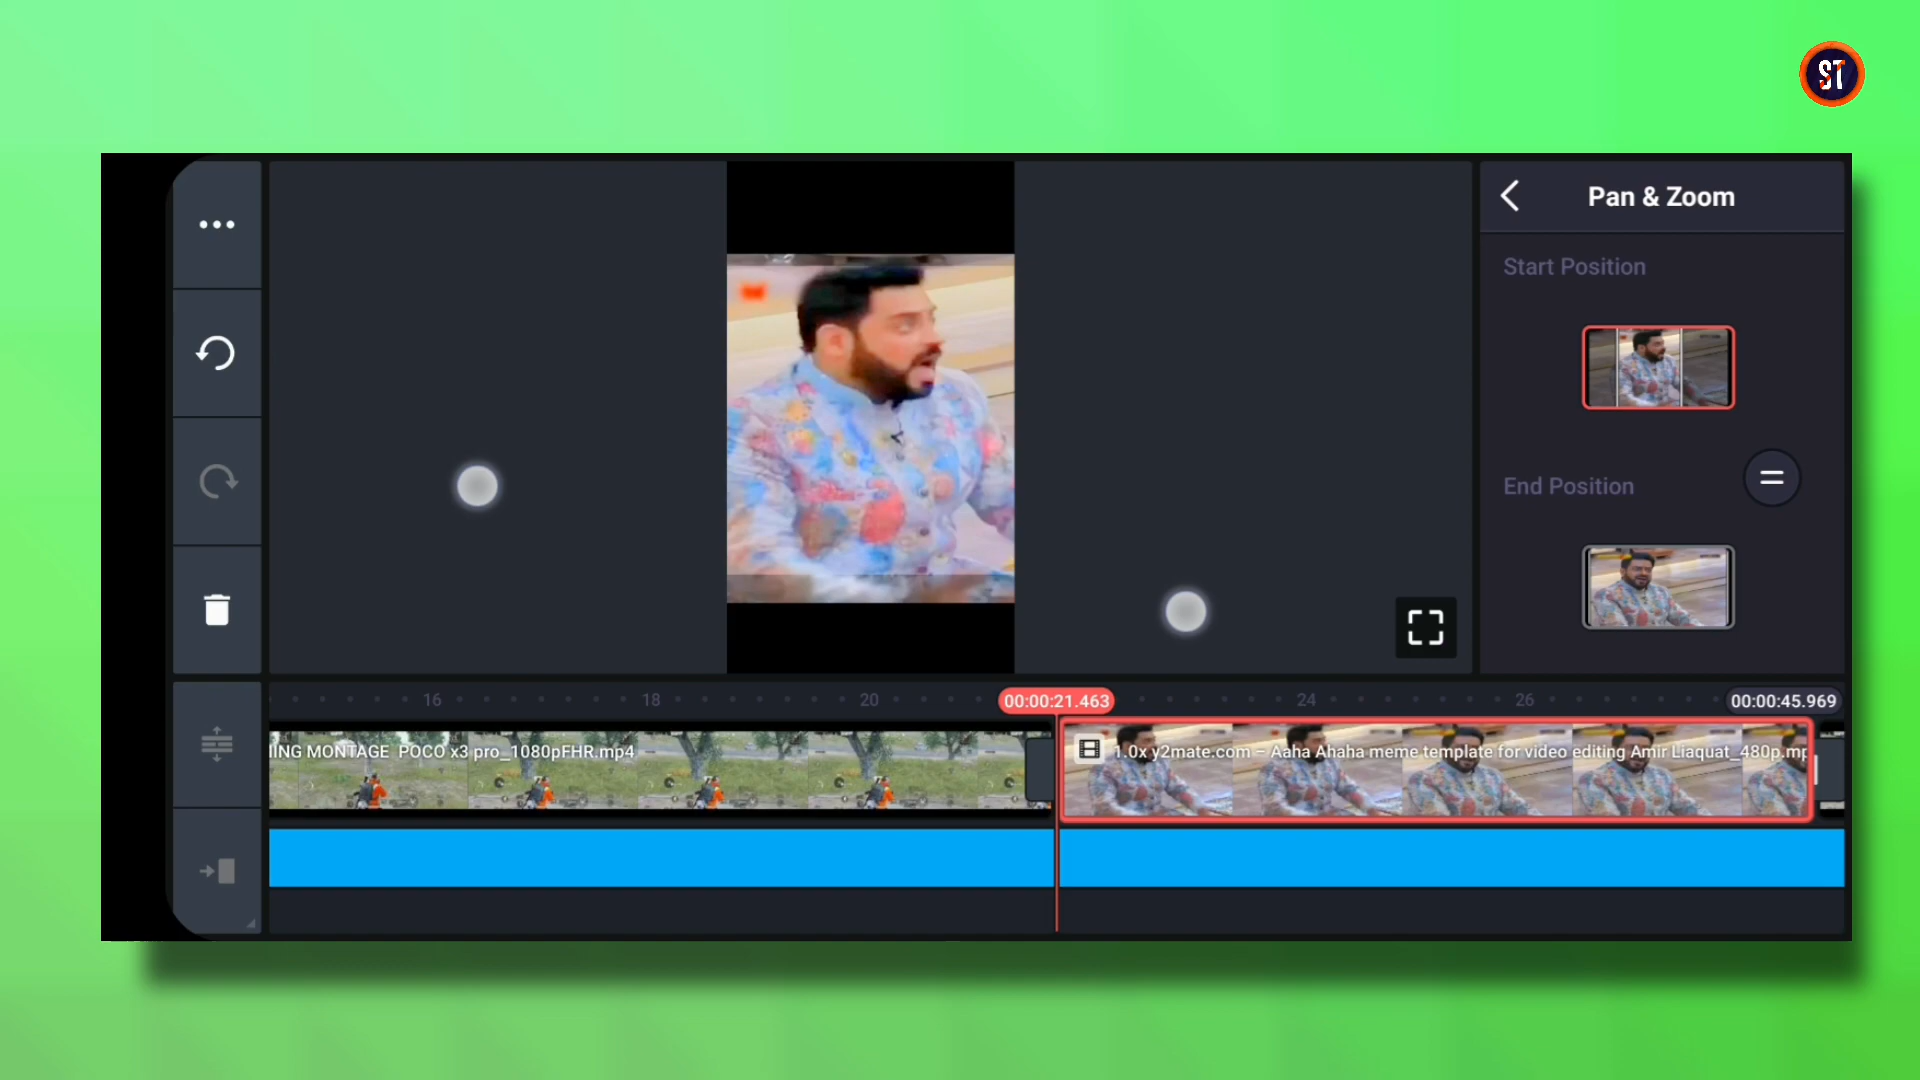 ST
Pan & Zoom
Start Position
End Position
16 18 20 00:00:21.463 24 26 00:00:45.969
ING MONTAGE POCO x3 pro_1080pFHR.mp4
1.0x y2mate.com – Aaha Ahaha meme template for video editing Amir Liaquat_480p.mp